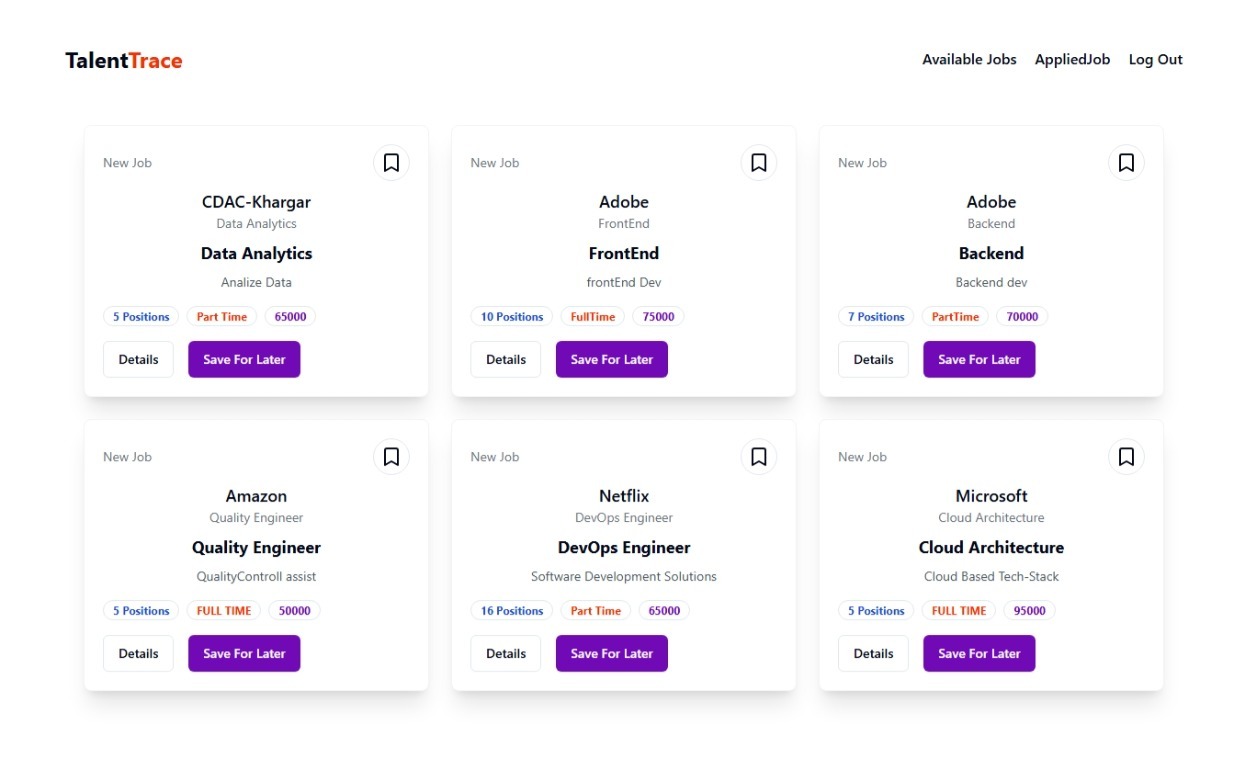 TalentTrace
Available Jobs AppliedJob Log Out
New Job
CDAC-Khargar
Data Analytics
Data Analytics
Analize Data
5 Positions Part Time 65000
Details Save For Later
New Job
Adobe
FrontEnd
FrontEnd
frontEnd Dev
10 Positions FullTime 75000
Details Save For Later
New Job
Adobe
Backend
Backend
Backend dev
7 Positions PartTime 70000
Details Save For Later
New Job
Amazon
Quality Engineer
Quality Engineer
QualityControll assist
5 Positions FULL TIME 50000
Details Save For Later
New Job
Netflix
DevOps Engineer
DevOps Engineer
Software Development Solutions
16 Positions Part Time 65000
Details Save For Later
New Job
Microsoft
Cloud Architecture
Cloud Architecture
Cloud Based Tech-Stack
5 Positions FULL TIME 95000
Details Save For Later